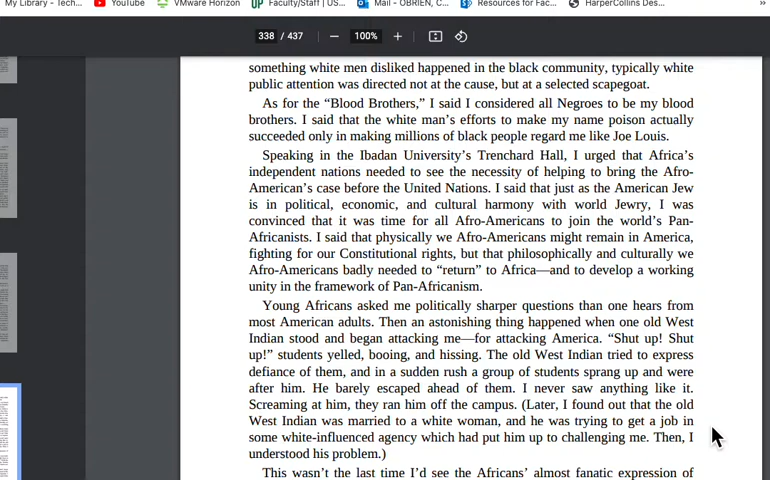 My Library - Tech...
YouTube
VMware Horizon
Faculty/Staff | US...
Mail - OBRIEN, C...
Resources for Fac...
HarperCollins Des...
»
338 / 437
100%
something white men disliked happened in the black community, typically white
public attention was directed not at the cause, but at a selected scapegoat.
As for the “Blood Brothers,” I said I considered all Negroes to be my blood
brothers. I said that the white man’s efforts to make my name poison actually
succeeded only in making millions of black people regard me like Joe Louis.
Speaking in the Ibadan University’s Trenchard Hall, I urged that Africa’s
independent nations needed to see the necessity of helping to bring the Afro-
American’s case before the United Nations. I said that just as the American Jew
is in political, economic, and cultural harmony with world Jewry, I was
convinced that it was time for all Afro-Americans to join the world’s Pan-
Africanists. I said that physically we Afro-Americans might remain in America,
fighting for our Constitutional rights, but that philosophically and culturally we
Afro-Americans badly needed to “return” to Africa—and to develop a working
unity in the framework of Pan-Africanism.
Young Africans asked me politically sharper questions than one hears from
most American adults. Then an astonishing thing happened when one old West
Indian stood and began attacking me—for attacking America. “Shut up! Shut
up!” students yelled, booing, and hissing. The old West Indian tried to express
defiance of them, and in a sudden rush a group of students sprang up and were
after him. He barely escaped ahead of them. I never saw anything like it.
Screaming at him, they ran him off the campus. (Later, I found out that the old
West Indian was married to a white woman, and he was trying to get a job in
some white-influenced agency which had put him up to challenging me. Then, I
understood his problem.)
This wasn’t the last time I’d see the Africans’ almost fanatic expression of